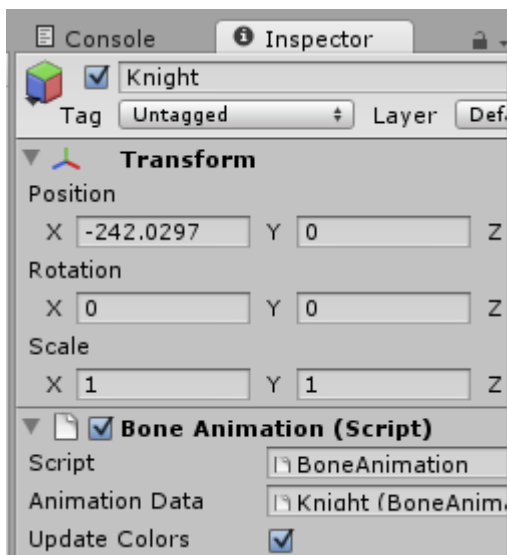 Console Inspector
Knight
Tag Untagged Layer Defa
Transform
Position
X -242.0297 Y 0 Z
Rotation
X 0 Y 0 Z
Scale
X 1 Y 1 Z
Bone Animation (Script)
Script BoneAnimation
Animation Data Knight (BoneAnima
Update Colors